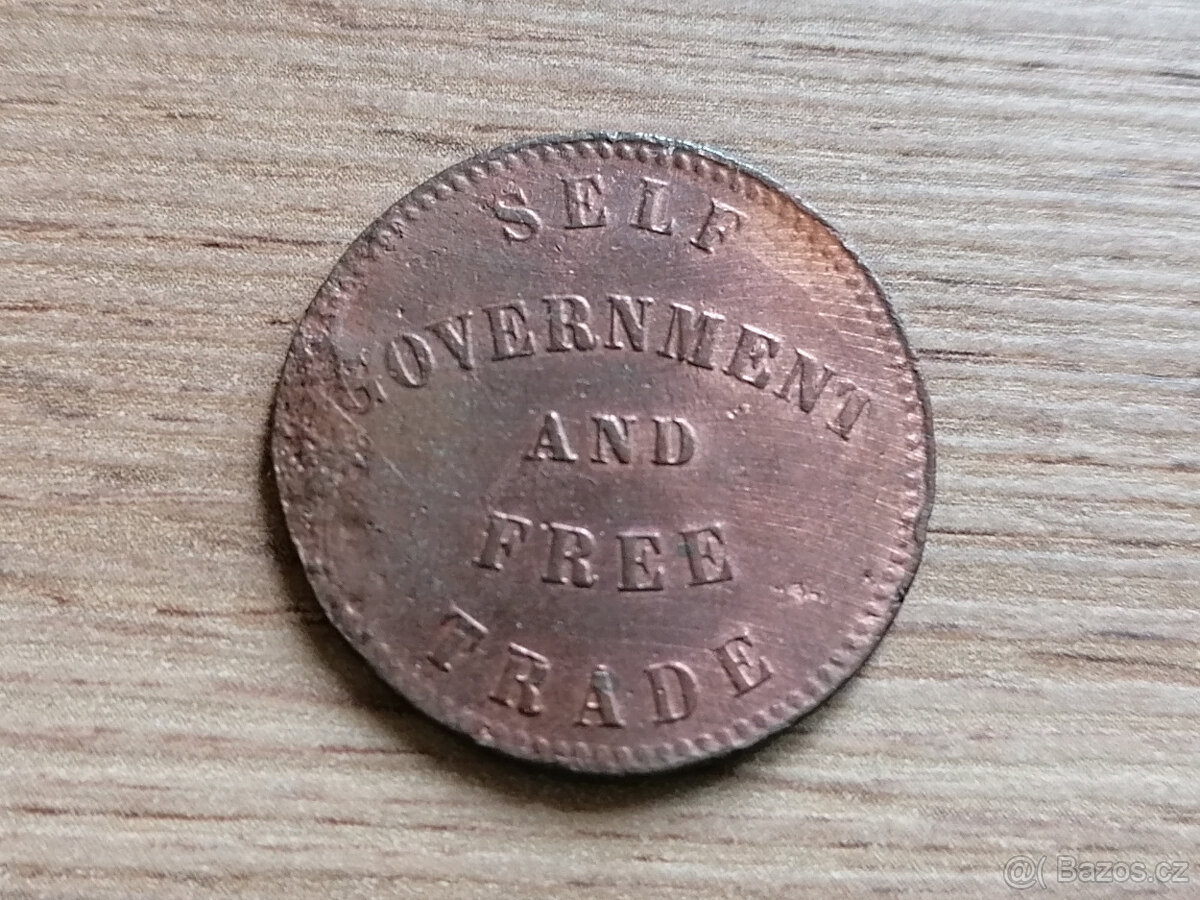 SELF
GOVERNMENT
AND
FREE
TRADE
@( Bazos.cz